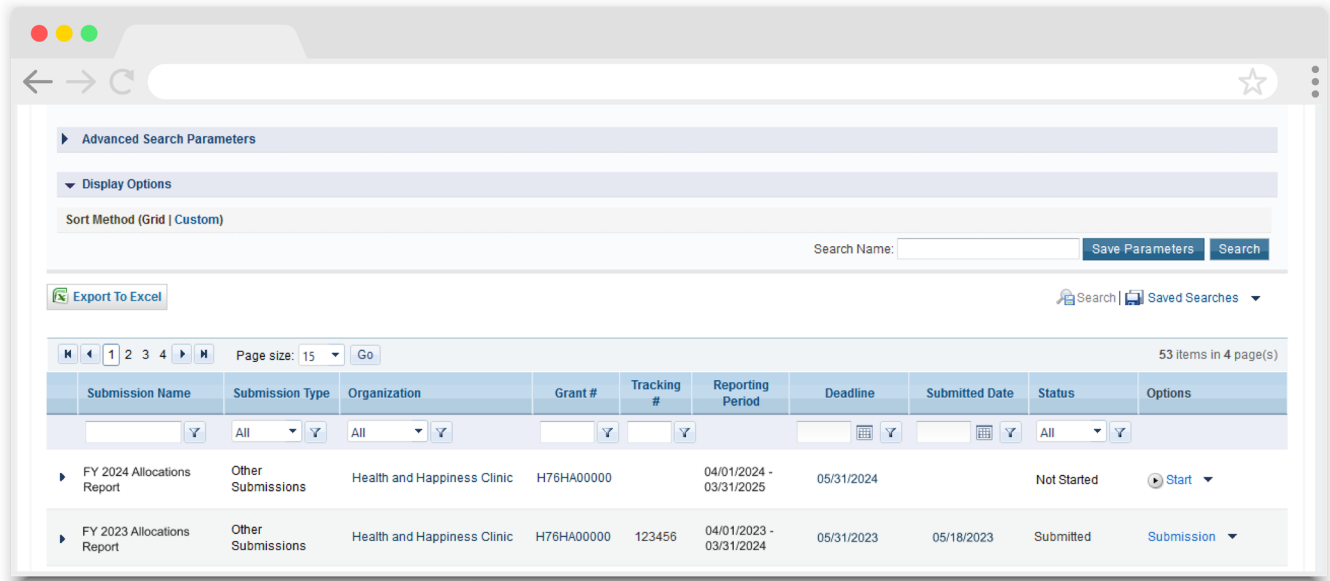 Advanced Search Parameters
Display Options
Sort Method (Grid | Custom)
Search Name: Save Parameters Search
Export To Excel Search | Saved Searches
1 2 3 4 Page size: 15 Go 53 items in 4 page(s)
Submission Name Submission Type Organization Grant # Tracking # Reporting Period Deadline Submitted Date Status Options
All All All
FY 2024 Allocations Report Other Submissions Health and Happiness Clinic H76HA00000 04/01/2024 - 03/31/2025 05/31/2024 Not Started Start
FY 2023 Allocations Report Other Submissions Health and Happiness Clinic H76HA00000 123456 04/01/2023 - 03/31/2024 05/31/2023 05/18/2023 Submitted Submission